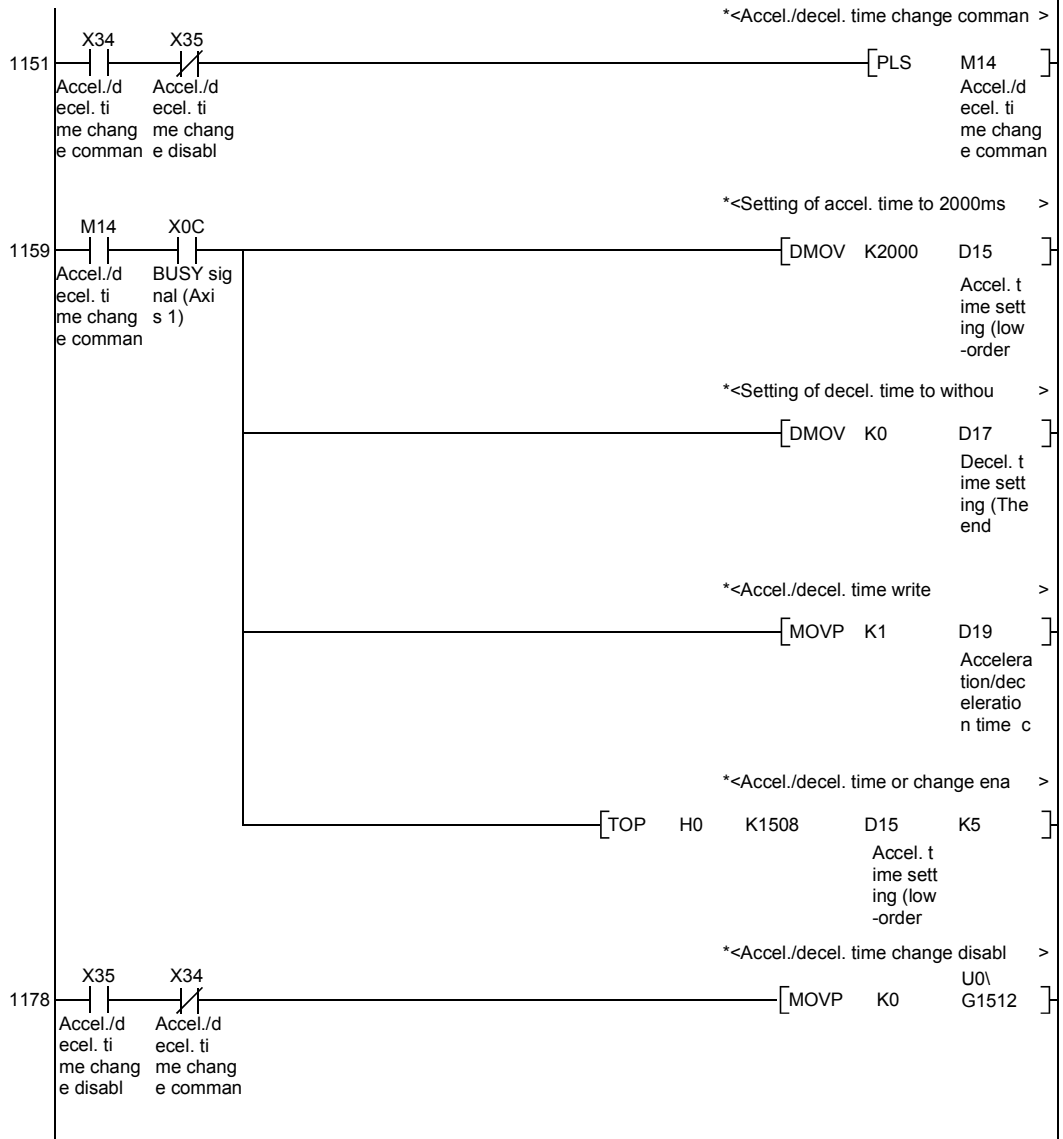 *<Accel./decel. time change comman >
X34 X35
1151 PLS M14
Accel./d Accel./d Accel./d
ecel. ti ecel. ti ecel. ti
me chang me chang me chang
e comman e disabl e comman
*<Setting of accel. time to 2000ms >
M14 X0C
1159 DMOV K2000 D15
Accel./d BUSY sig Accel. t
ecel. ti nal (Axi ime sett
me chang s 1) ing (low
e comman -order
*<Setting of decel. time to withou >
DMOV K0 D17
Decel. t
ime sett
ing (The
end
*<Accel./decel. time write >
MOVP K1 D19
Accelera
tion/dec
eleratio
n time c
*<Accel./decel. time or change ena >
TOP H0 K1508 D15 K5
Accel. t
ime sett
ing (low
-order
*<Accel./decel. time change disabl >
X35 X34 U0\
1178 MOVP K0 G1512
Accel./d Accel./d
ecel. ti ecel. ti
me chang me chang
e disabl e comman